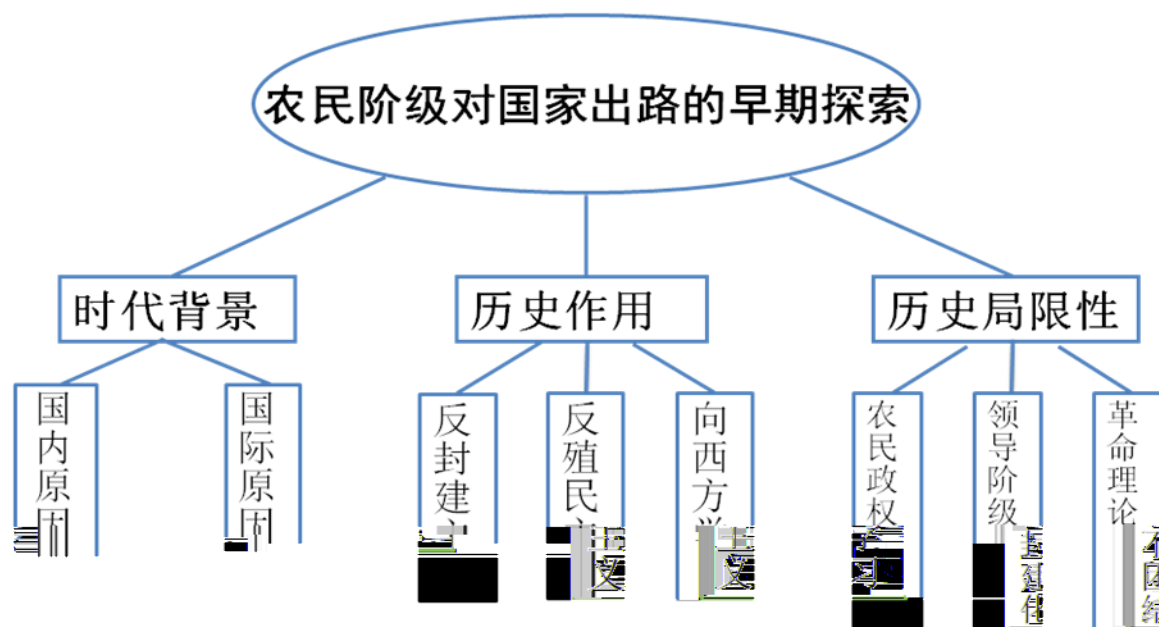 农民阶级对国家出路的早期探索
时代背景
历史作用
历史局限性
国内原
国际原
反封建
反殖民
向西方
农民政权
领导阶级
革命理论